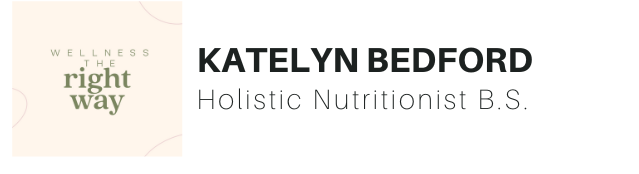 WELLNESS
THE
right
way
KATELYN BEDFORD
Holistic Nutritionist B.S.